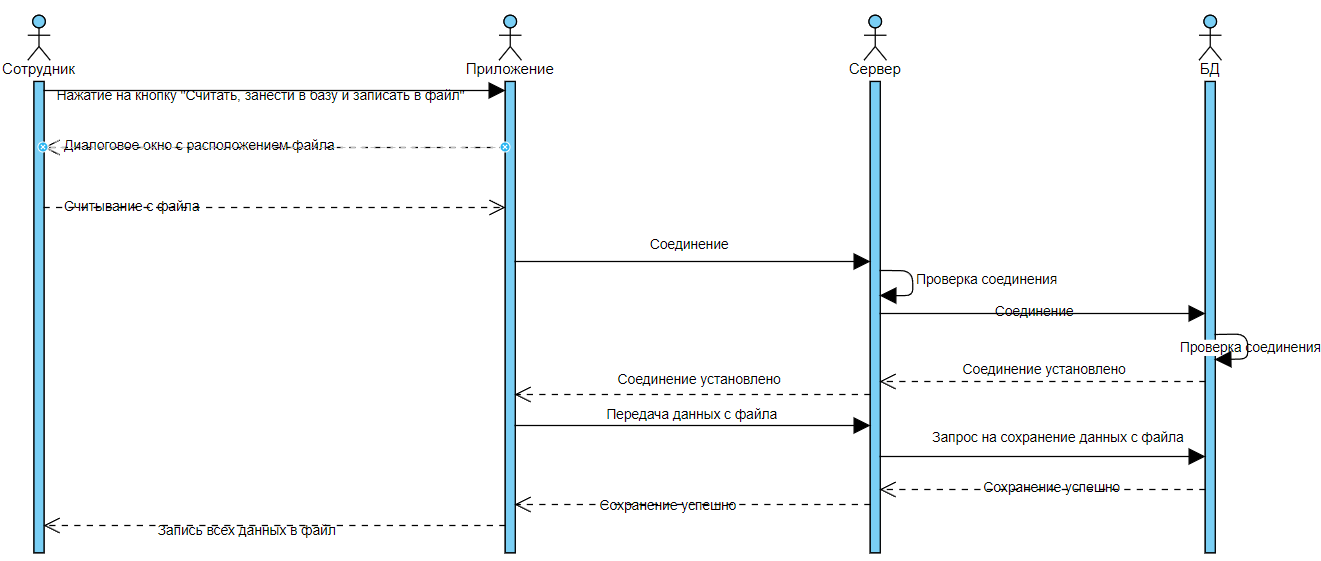 Сотрудник
Приложение
Сервер
БД
Нажатие на кнопку "Считать, занести в базу и записать в файл"
Диалоговое окно с расположением файла
Считывание с файла
Соединение
Проверка соединения
Соединение
Проверка соединения
Соединение установлено
Соединение установлено
Передача данных с файла
Запрос на сохранение данных с файла
Сохранение успешно
Сохранение успешно
Запись всех данных в файл